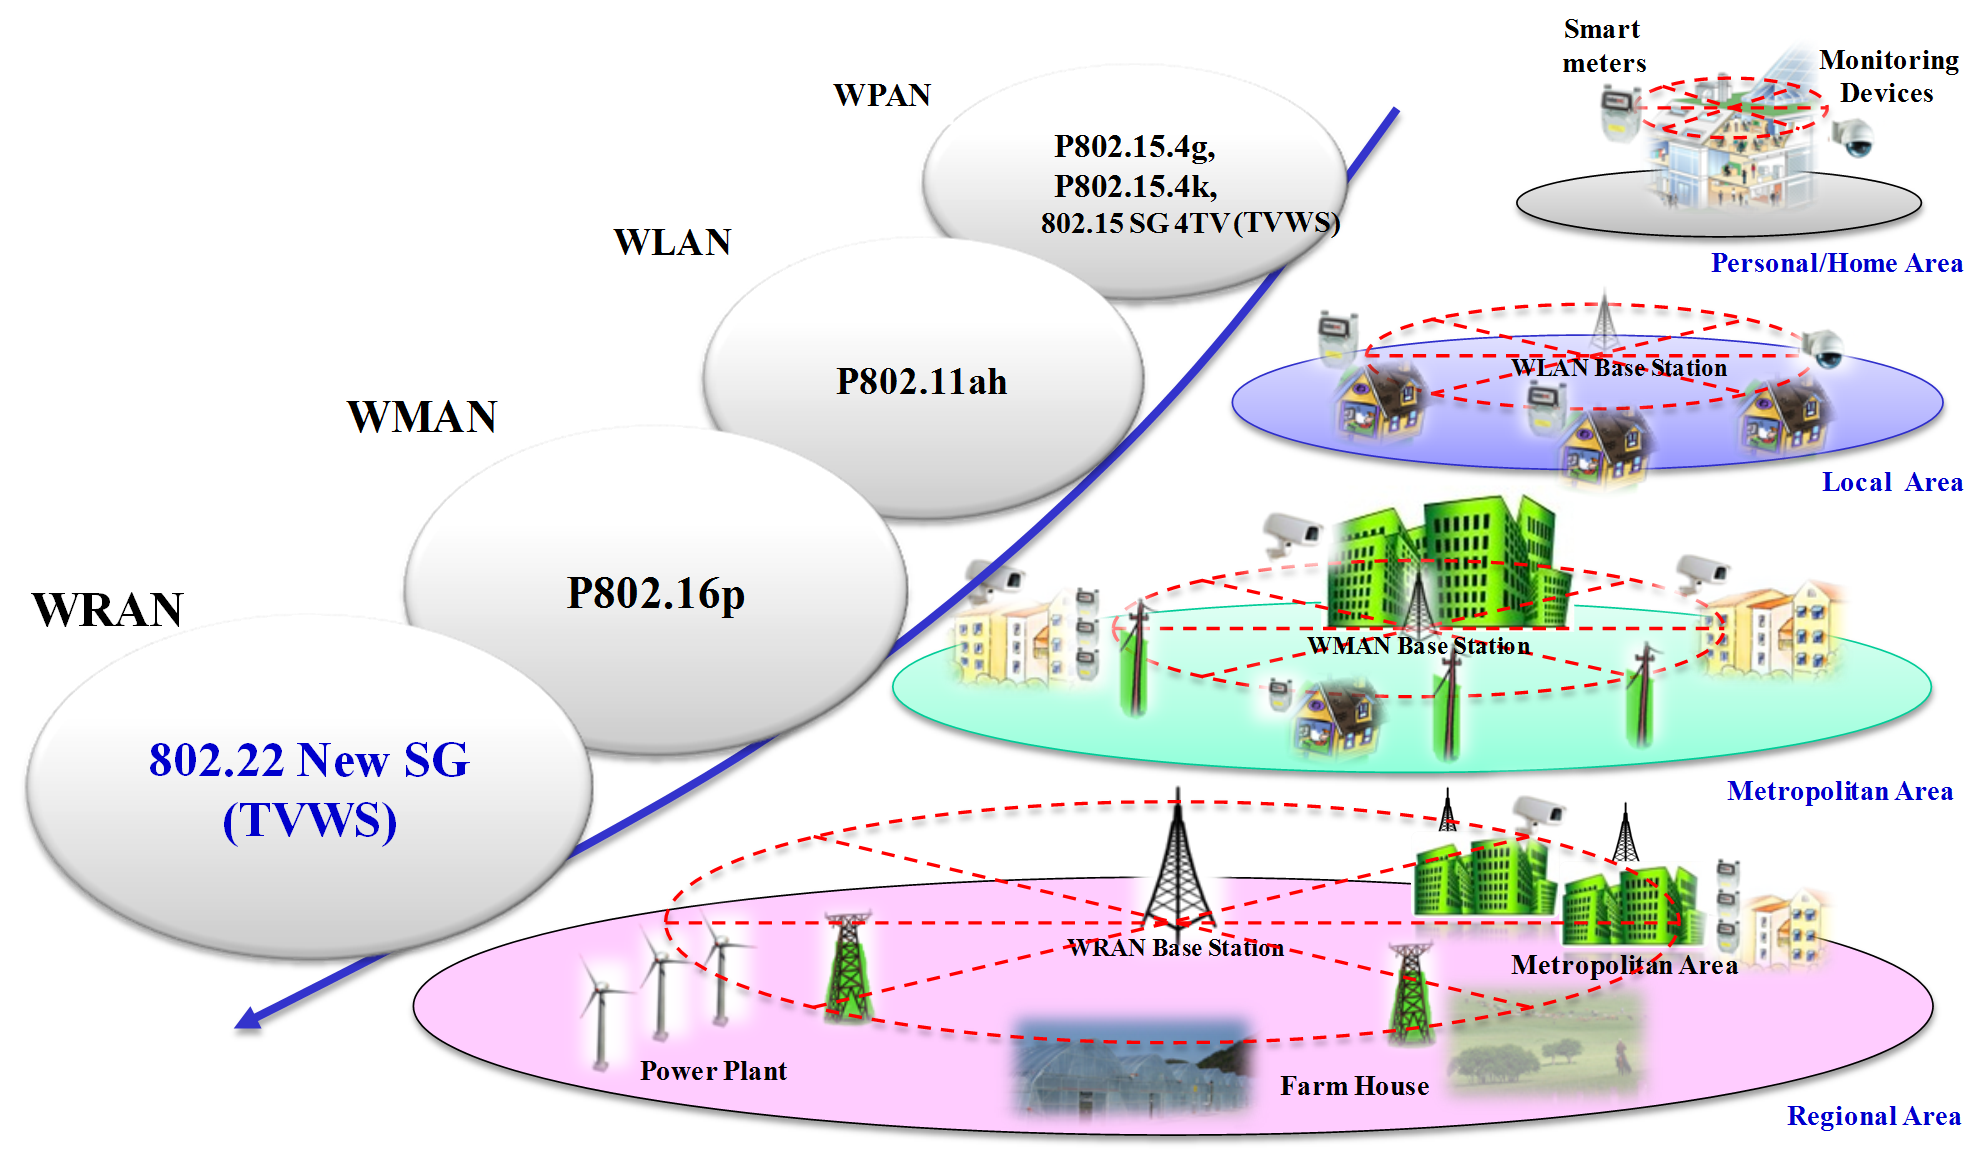 Smart
meters
Monitoring
Devices
WPAN
P802.15.4g,
P802.15.4k,
802.15 SG 4TV (TVWS)
Personal/Home Area
WLAN
P802.11ah
WLAN Base Station
Local Area
WMAN
P802.16p
WMAN Base Station
Metropolitan Area
WRAN
802.22 New SG
(TVWS)
WRAN Base Station
Metropolitan Area
Power Plant
Farm House
Regional Area